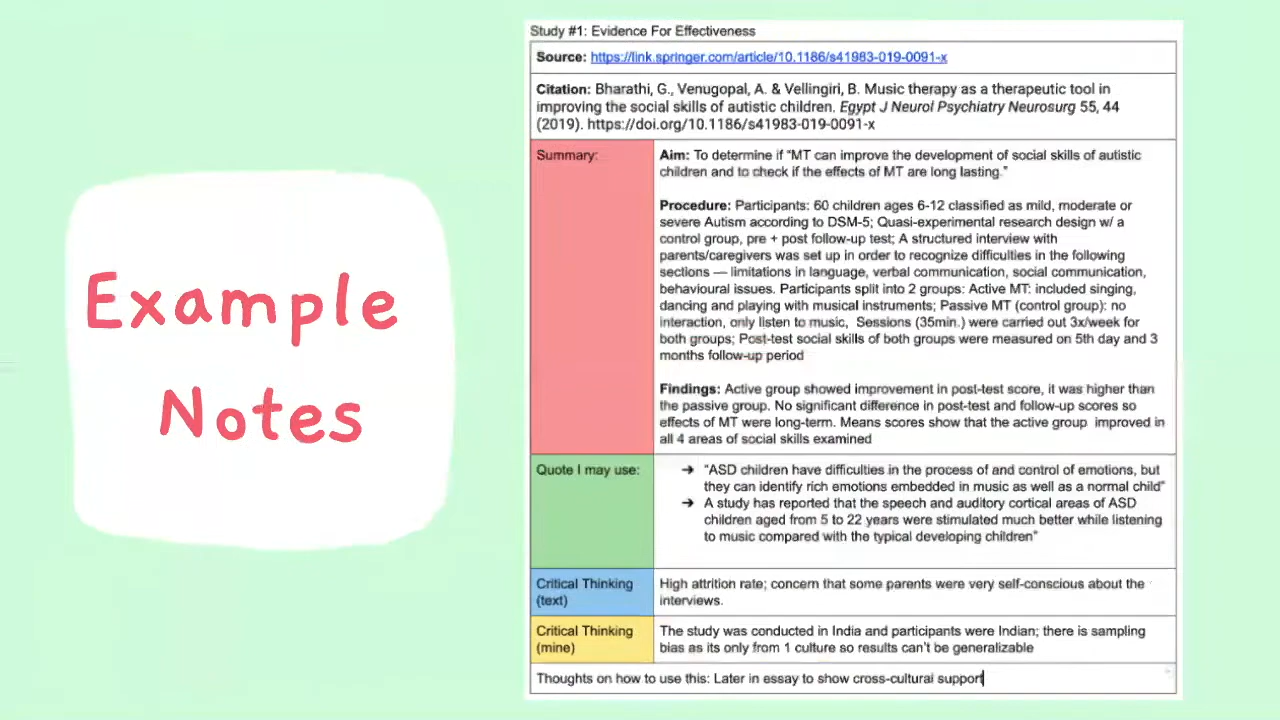 Example
Notes
Study #1: Evidence For Effectiveness
Source: https://link.springer.com/article/10.1186/s41983-019-0091-x
Citation: Bharathi, G., Venugopal, A. & Vellingiri, B. Music therapy as a therapeutic tool in
improving the social skills of autistic children. Egypt J Neurol Psychiatry Neurosurg 55, 44
(2019). https://doi.org/10.1186/s41983-019-0091-x
Summary:
Aim: To determine if “MT can improve the development of social skills of autistic
children and to check if the effects of MT are long lasting.”
Procedure: Participants: 60 children ages 6-12 classified as mild, moderate or
severe Autism according to DSM-5; Quasi-experimental research design w/ a
control group, pre + post follow-up test; A structured interview with
parents/caregivers was set up in order to recognize difficulties in the following
sections — limitations in language, verbal communication, social communication,
behavioural issues. Participants split into 2 groups: Active MT: included singing,
dancing and playing with musical instruments; Passive MT (control group): no
interaction, only listen to music, Sessions (35min.) were carried out 3x/week for
both groups; Post-test social skills of both groups were measured on 5th day and 3
months follow-up period
Findings: Active group showed improvement in post-test score, it was higher than
the passive group. No significant difference in post-test and follow-up scores so
effects of MT were long-term. Means scores show that the active group improved in
all 4 areas of social skills examined
Quote I may use:
➔ “ASD children have difficulties in the process of and control of emotions, but
they can identify rich emotions embedded in music as well as a normal child”
➔ A study has reported that the speech and auditory cortical areas of ASD
children aged from 5 to 22 years were stimulated much better while listening
to music compared with the typical developing children”
Critical Thinking
(text)
High attrition rate; concern that some parents were very self-conscious about the
interviews.
Critical Thinking
(mine)
The study was conducted in India and participants were Indian; there is sampling
bias as its only from 1 culture so results can’t be generalizable
Thoughts on how to use this: Later in essay to show cross-cultural support